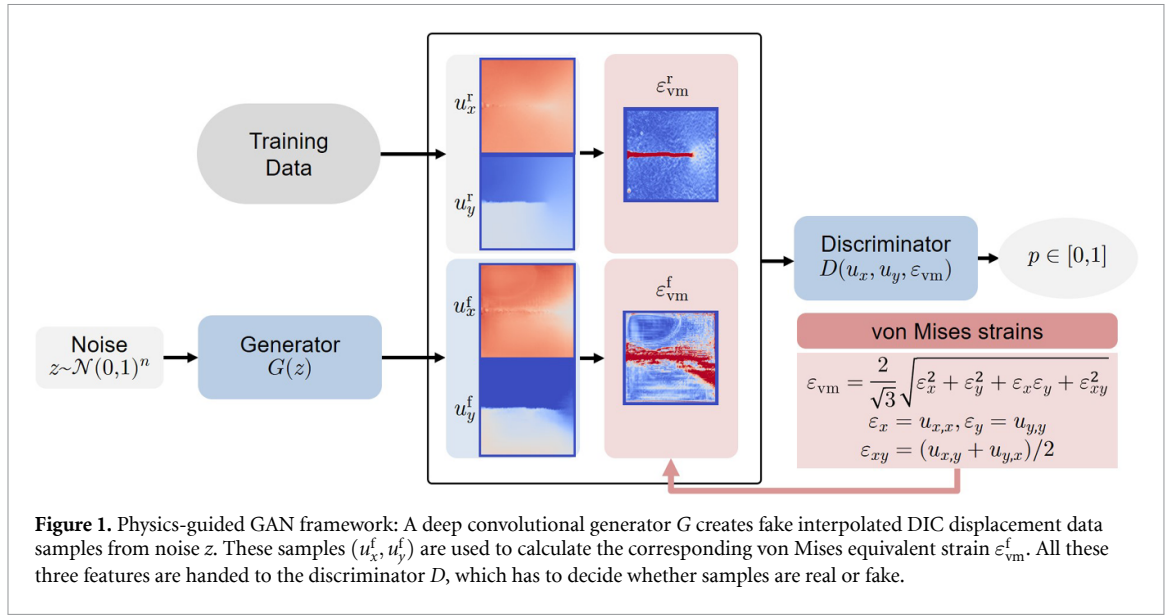 Training
Data
u_x^r
u_y^r
ε_vm^r
Noise
z~𝒩(0,1)^n
Generator
G(z)
u_x^f
u_y^f
ε_vm^f
Discriminator
D(u_x, u_y, ε_vm)
p ∈ [0,1]
von Mises strains
ε_vm = 2/√3 √(ε_x^2 + ε_y^2 + ε_x ε_y + ε_xy^2)
ε_x = u_x,x, ε_y = u_y,y
ε_xy = (u_x,y + u_y,x)/2
Figure 1. Physics-guided GAN framework: A deep convolutional generator G creates fake interpolated DIC displacement data
samples from noise z. These samples (u_x^f, u_y^f) are used to calculate the corresponding von Mises equivalent strain ε_vm^f. All these
three features are handed to the discriminator D, which has to decide whether samples are real or fake.